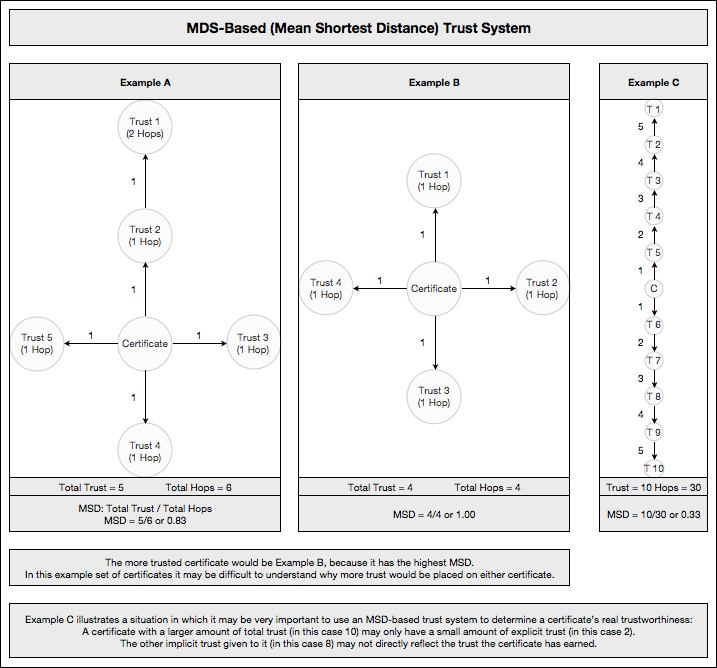 MDS-Based (Mean Shortest Distance) Trust System
Example A
Trust 1
(2 Hops)
1
Trust 2
(1 Hop)
1
Trust 5
(1 Hop)
1
Certificate
1
Trust 3
(1 Hop)
1
Trust 4
(1 Hop)
Total Trust = 5 Total Hops = 6
MSD: Total Trust / Total Hops
MSD = 5/6 or 0.83
Example B
Trust 1
(1 Hop)
1
Trust 4
(1 Hop)
1
Certificate
1
Trust 2
(1 Hop)
1
Trust 3
(1 Hop)
Total Trust = 4 Total Hops = 4
MSD = 4/4 or 1.00
Example C
T 1
5
T 2
4
T 3
3
T 4
2
T 5
1
C
1
T 6
2
T 7
3
T 8
4
T 9
5
T 10
Trust = 10 Hops = 30
MSD = 10/30 or 0.33
The more trusted certificate would be Example B, because it has the highest MSD.
In this example set of certificates it may be difficult to understand why more trust would be placed on either certificate.
Example C illustrates a situation in which it may be very important to use an MSD-based trust system to determine a certificate's real trustworthiness:
A certificate with a larger amount of total trust (in this case 10) may only have a small amount of explicit trust (in this case 2).
The other implicit trust given to it (in this case 8) may not directly reflect the trust the certificate has earned.